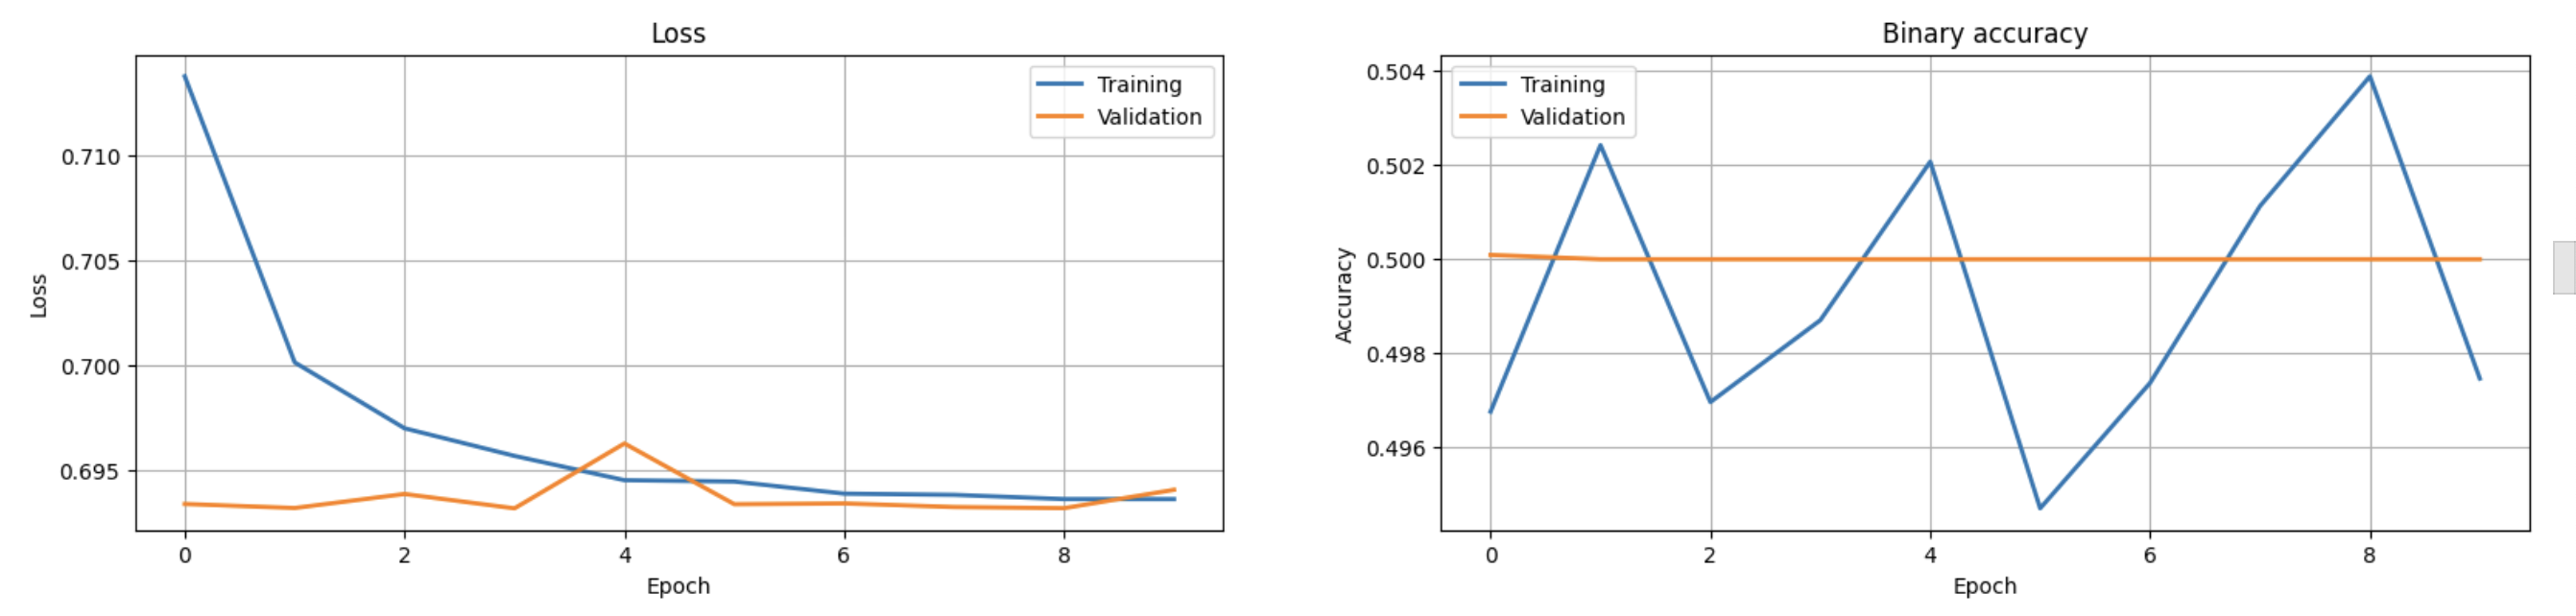 Loss
Training
Validation
0.710
0.705
0.700
0.695
Loss
0
2
4
6
8
Epoch
Binary accuracy
Training
Validation
0.504
0.502
0.500
0.498
0.496
Accuracy
0
2
4
6
8
Epoch